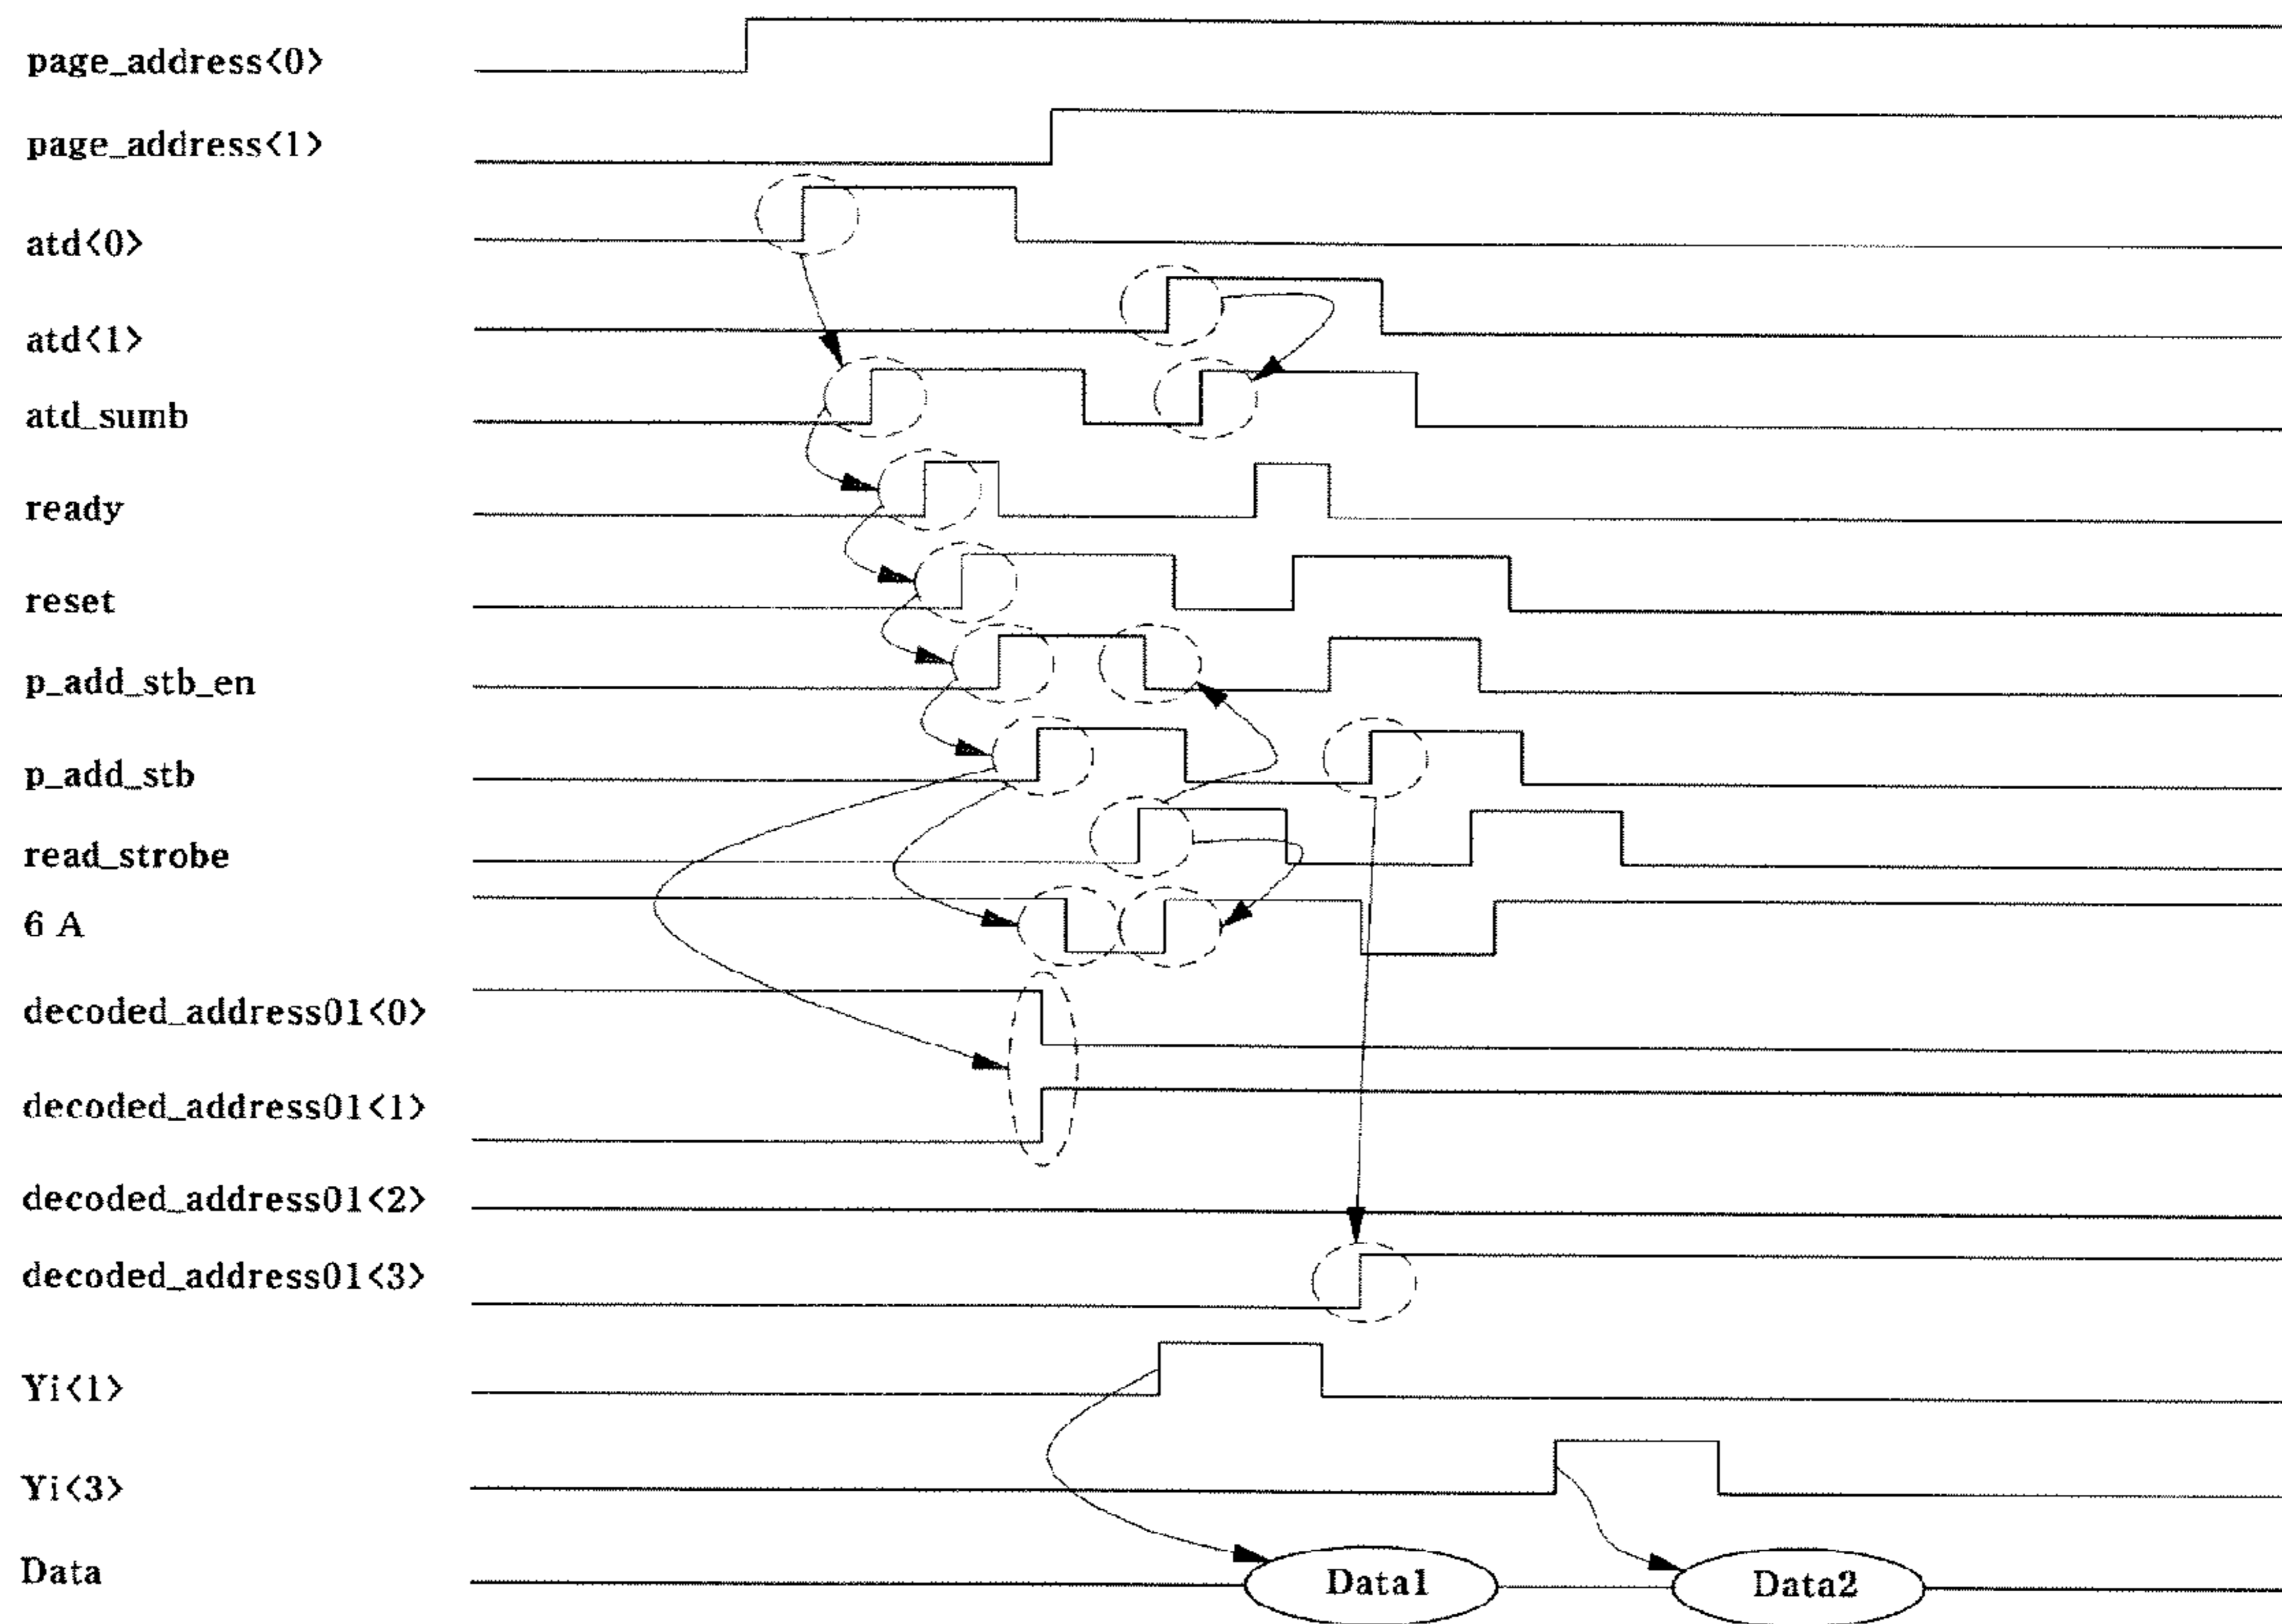 page_address<0>
page_address<1>
atd<0>
atd<1>
atd_sumb
ready
reset
p_add_stb_en
p_add_stb
read_strobe
6 A
decoded_address01<0>
decoded_address01<1>
decoded_address01<2>
decoded_address01<3>
Yi<1>
Yi<3>
Data Data1 Data2